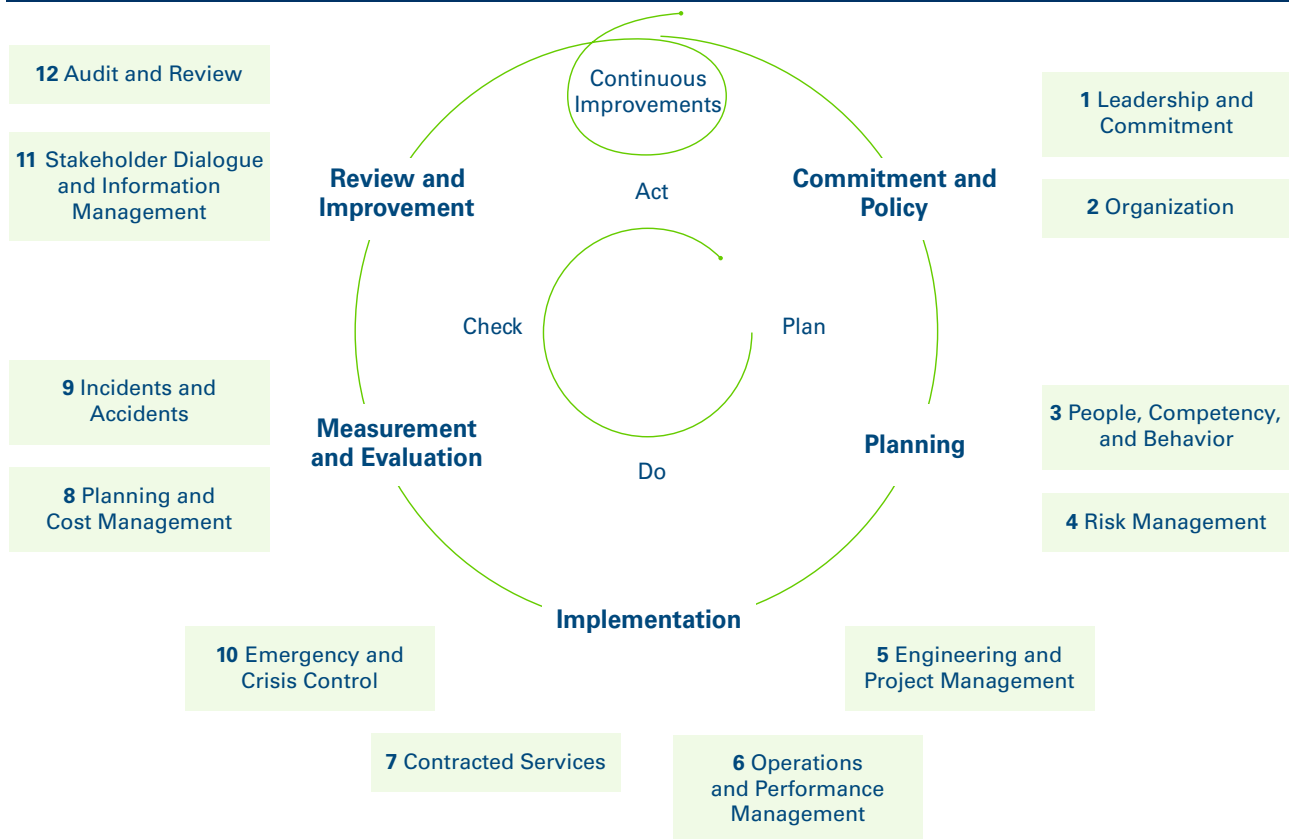 Continuous
Improvements
Act
Plan
Do
Check
Commitment and
Policy
1 Leadership and
Commitment
2 Organization
Planning
3 People, Competency,
and Behavior
4 Risk Management
Implementation
5 Engineering and
Project Management
6 Operations
and Performance
Management
7 Contracted Services
10 Emergency and
Crisis Control
Measurement
and Evaluation
8 Planning and
Cost Management
9 Incidents and
Accidents
Review and
Improvement
11 Stakeholder Dialogue
and Information
Management
12 Audit and Review